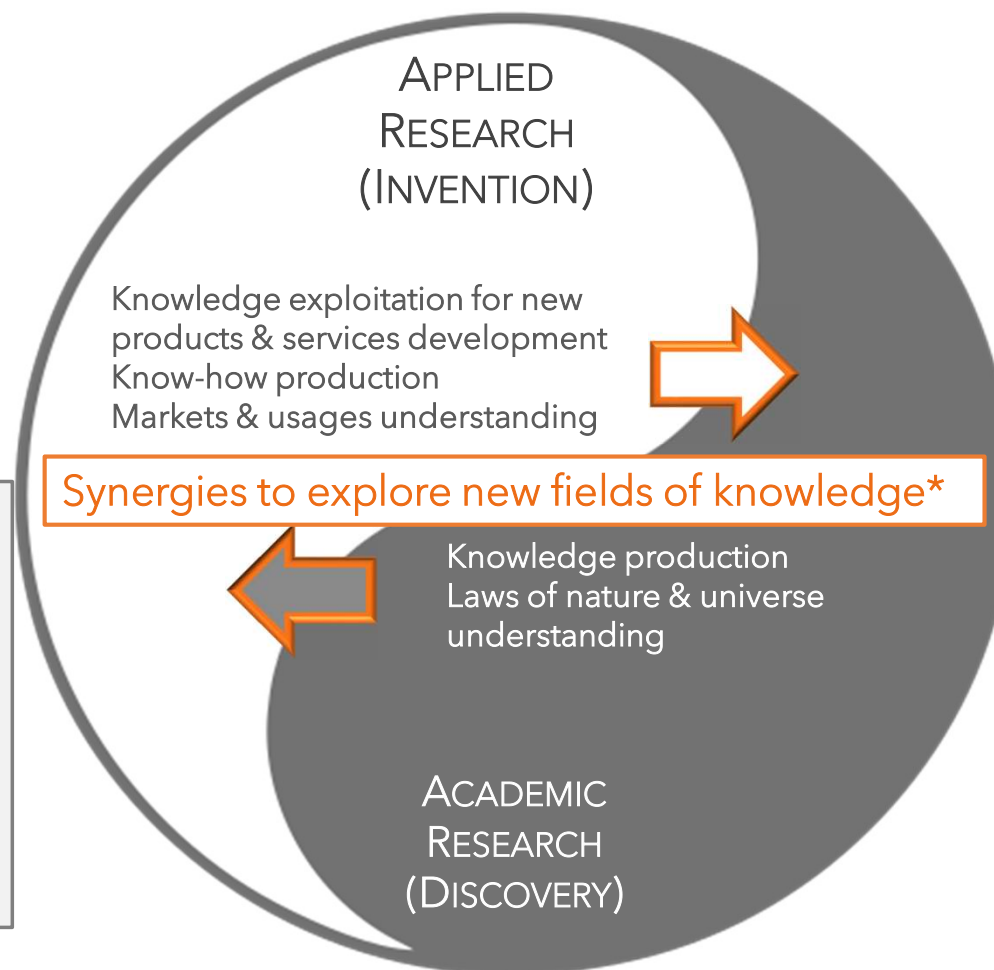 APPLIED
RESEARCH
(INVENTION)
Knowledge exploitation for new
products & services development
Know-how production
Markets & usages understanding
Synergies to explore new fields of knowledge*
Knowledge production
Laws of nature & universe
understanding
ACADEMIC
RESEARCH
(DISCOVERY)